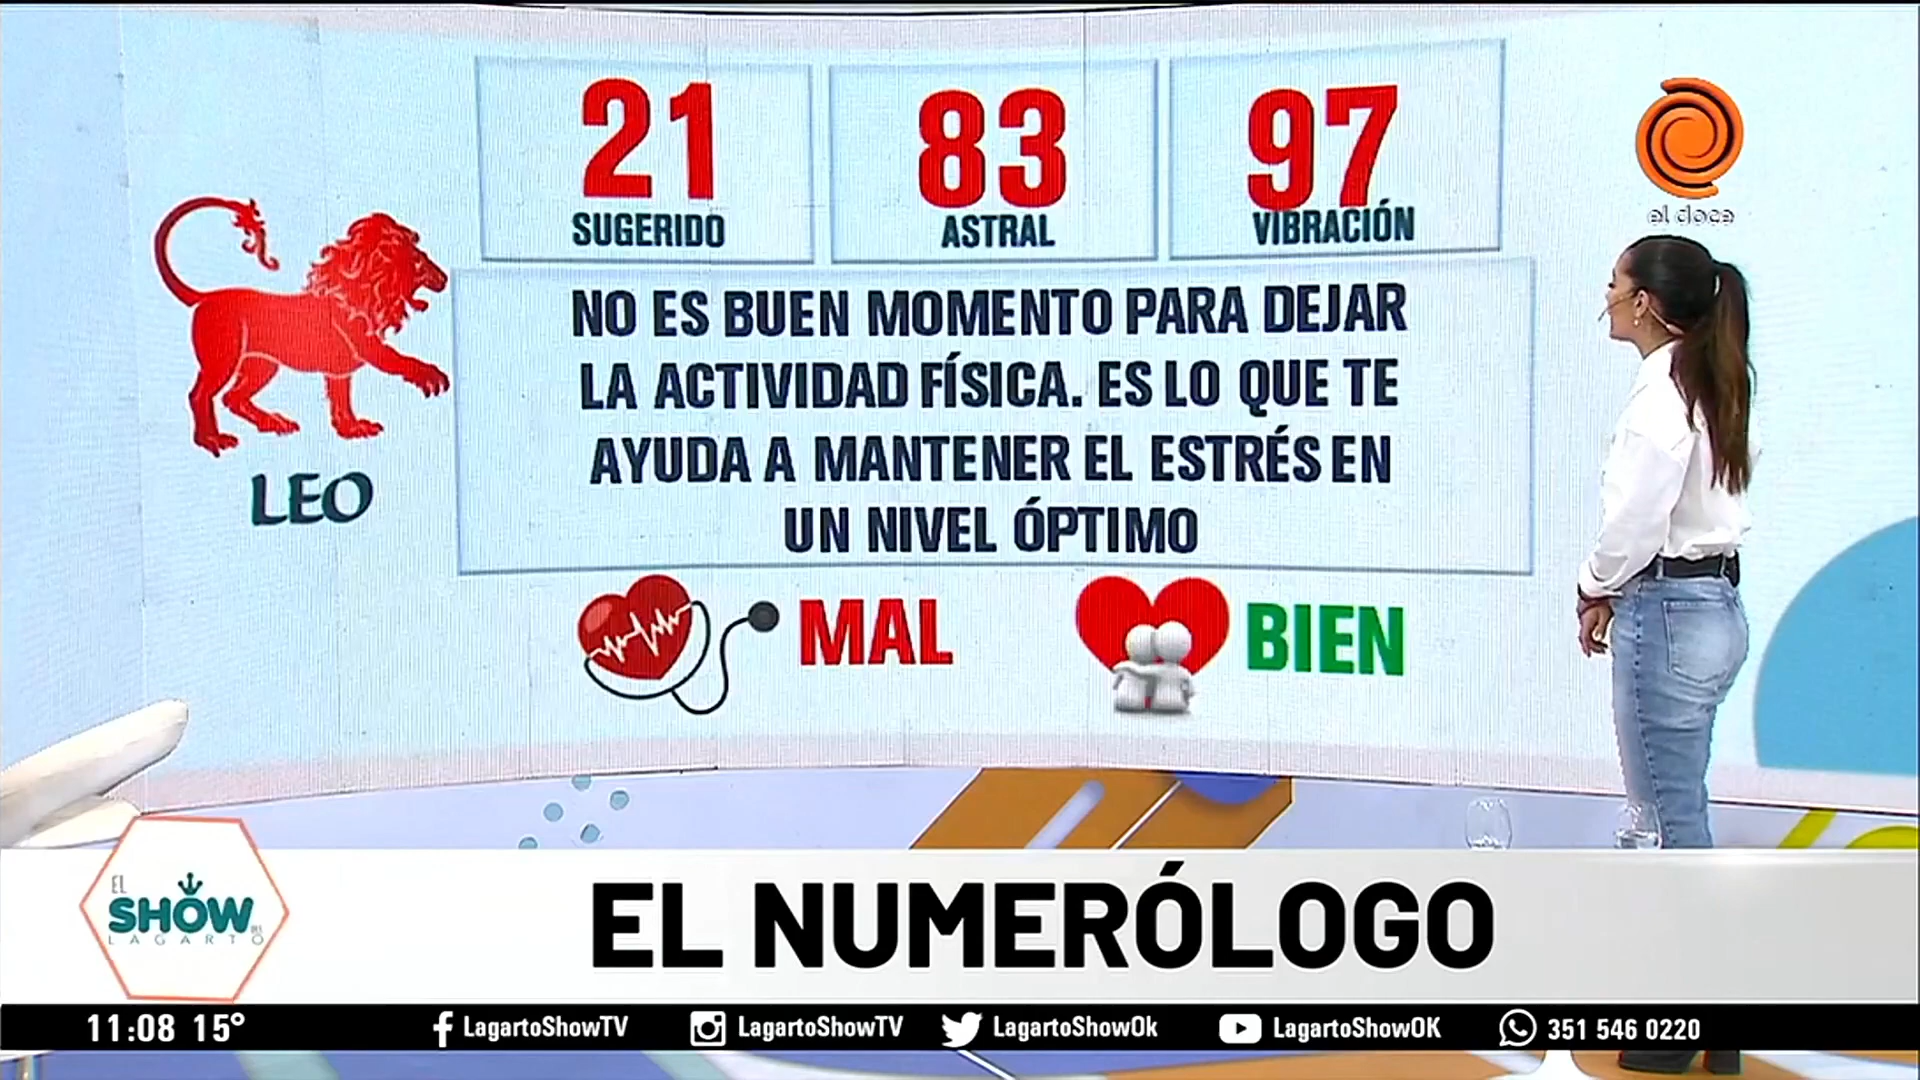 21
SUGERIDO
83
ASTRAL
97
VIBRACIÓN
el doce
LEO
NO ES BUEN MOMENTO PARA DEJAR
LA ACTIVIDAD FÍSICA. ES LO QUE TE
AYUDA A MANTENER EL ESTRÉS EN
UN NIVEL ÓPTIMO
MAL
BIEN
EL
SHOW
DEL
LAGARTO
EL NUMERÓLOGO
11:08 15°
LagartoShowTV
LagartoShowTV
LagartoShowOk
LagartoShowOK
351 546 0220